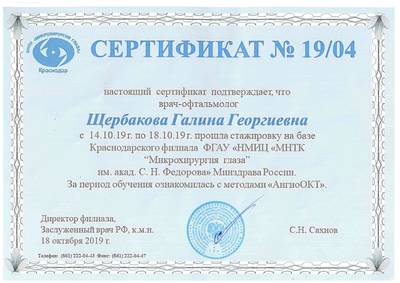 СЕРТИФИКАТ № 19/04
Краснодар
настоящий сертификат подтверждает, что
врач-офтальмолог
Щербакова Галина Георгиевна
с 14.10.19 г. по 18.10.19 г. прошла стажировку на базе
Краснодарского филиала ФГАУ «НМИЦ «МНТК
"Микрохирургия глаза"
им. акад. С. Н. Федорова» Минздрава России.
За период обучения ознакомилась с методами «АнгиоОКТ».
Директор филиала,
Заслуженный врач РФ, к.м.н.
С.Н. Сахнов
18 октября 2019 г.
Телефон: (861) 222-04-43 Факс: (861) 222-04-47